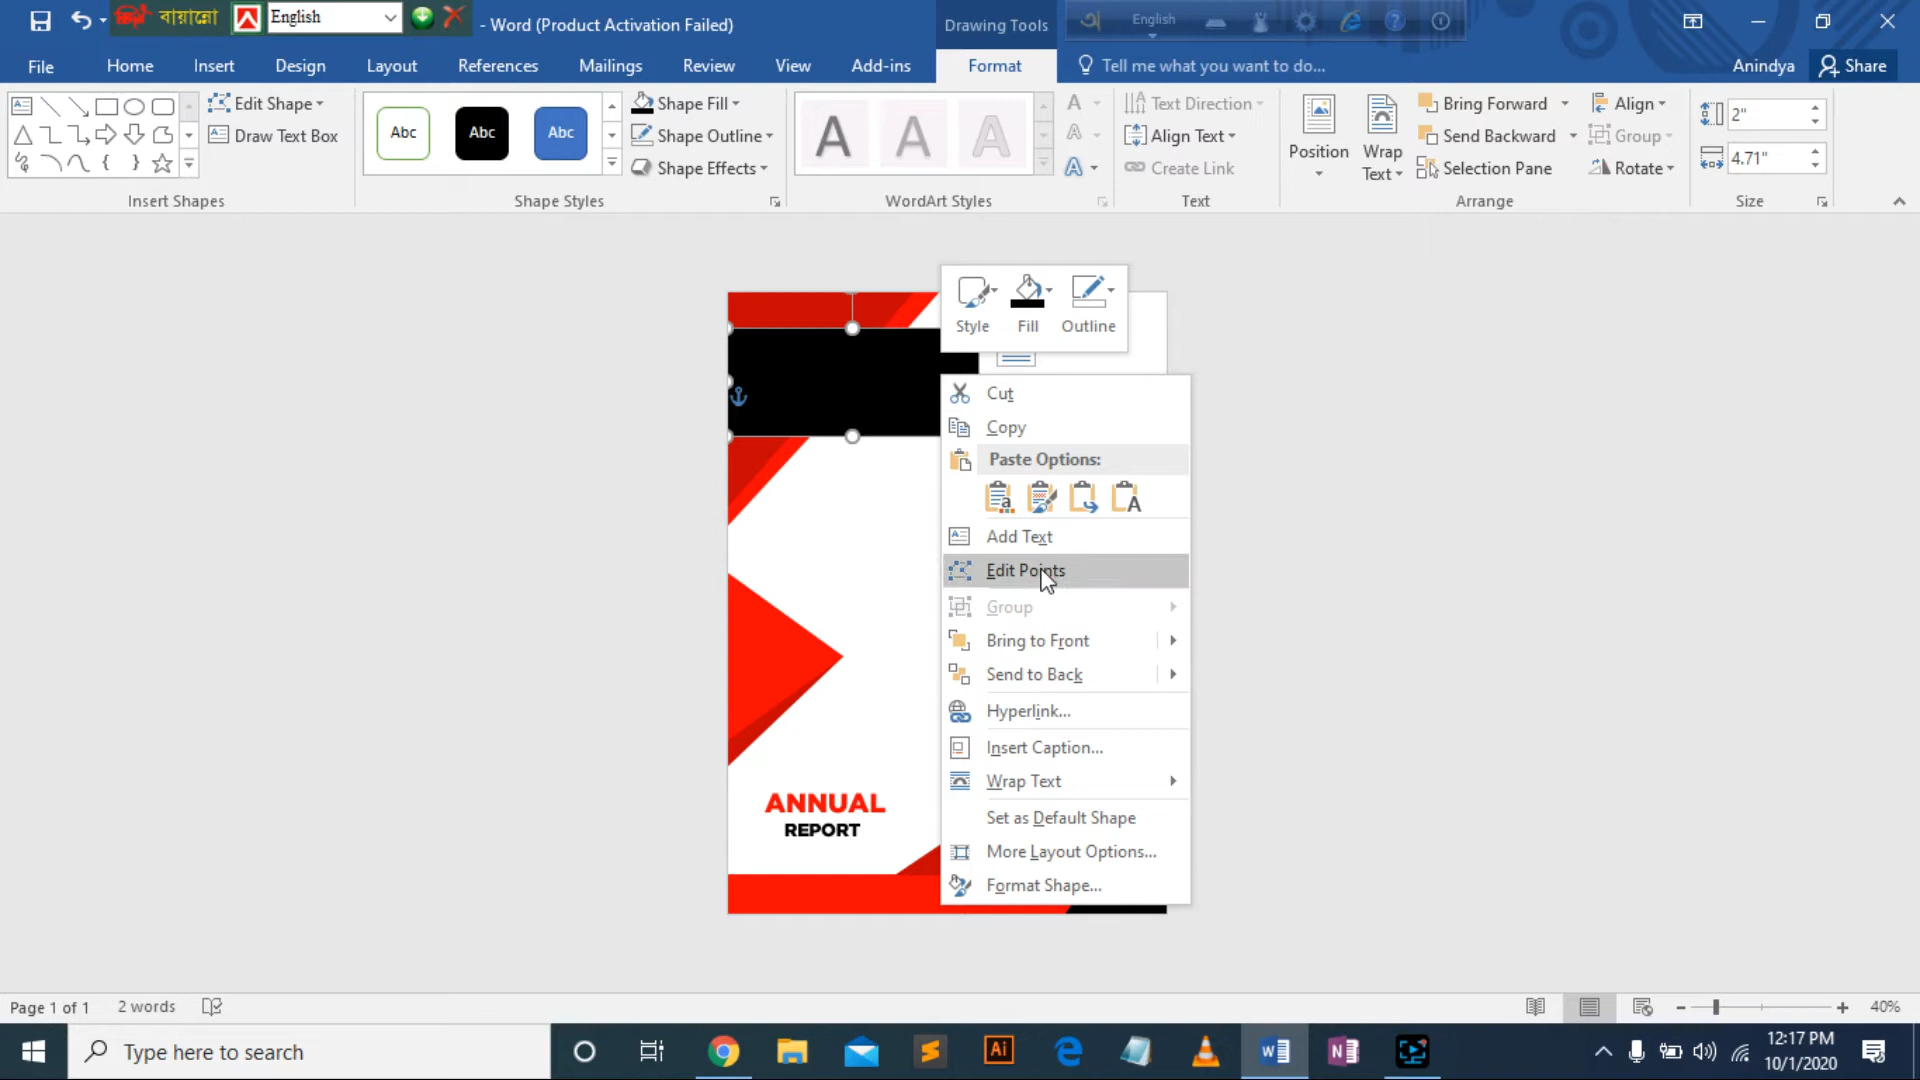 বায়ান্নো
English
- Word (Product Activation Failed)
Drawing Tools
English
File
Home
Insert
Design
Layout
References
Mailings
Review
View
Add-ins
Format
Tell me what you want to do...
Anindya
Share
Edit Shape
Draw Text Box
Insert Shapes
Abc
Abc
Abc
Shape Fill
Shape Outline
Shape Effects
Shape Styles
A A A
WordArt Styles
Text Direction
Align Text
Create Link
Text
Position
Wrap
Text
Bring Forward
Send Backward
Selection Pane
Align
Group
Rotate
Arrange
2"
4.71"
Size
Style
Fill
Outline
Cut
Copy
Paste Options:
Add Text
Edit Points
Group
Bring to Front
Send to Back
Hyperlink...
Insert Caption...
Wrap Text
Set as Default Shape
More Layout Options...
Format Shape...
ANNUAL
REPORT
Page 1 of 1
2 words
40%
Type here to search
12:17 PM
10/1/2020